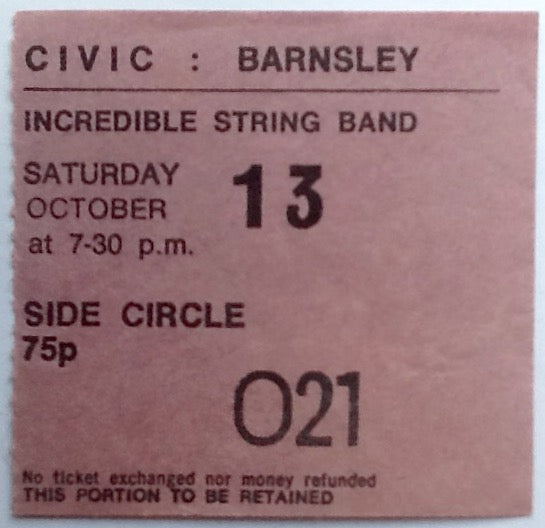 CIVIC : BARNSLEY
INCREDIBLE STRING BAND
SATURDAY
OCTOBER 13
at 7-30 p.m.
SIDE CIRCLE
75p
021
No ticket exchanged nor money refunded
THIS PORTION TO BE RETAINED